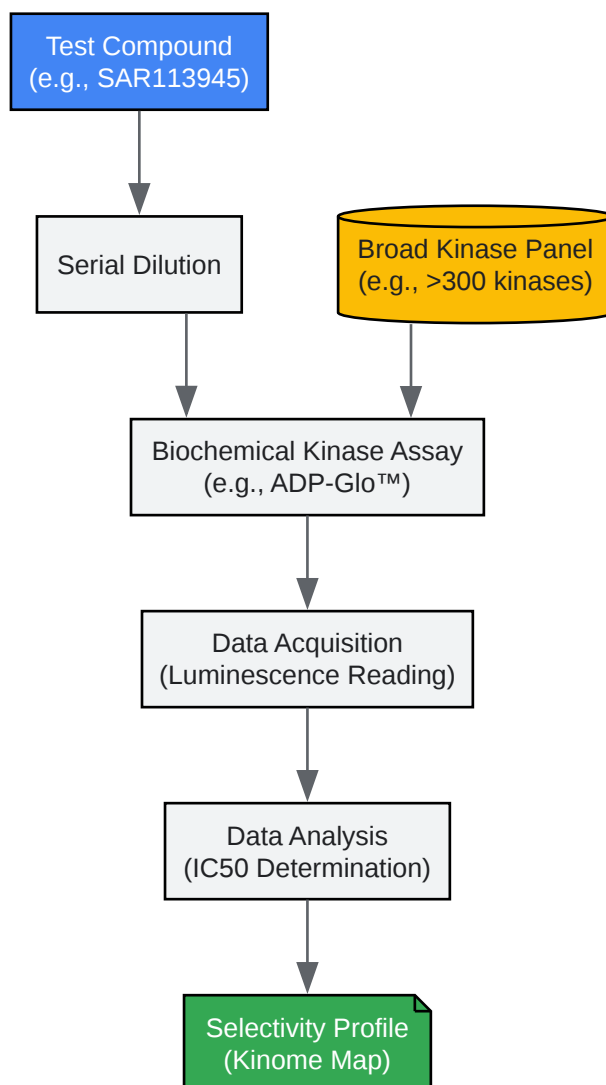 Test Compound
(e.g., SAR113945)
Serial Dilution
Broad Kinase Panel
(e.g., >300 kinases)
Biochemical Kinase Assay
(e.g., ADP-Glo™)
Data Acquisition
(Luminescence Reading)
Data Analysis
(IC50 Determination)
Selectivity Profile
(Kinome Map)